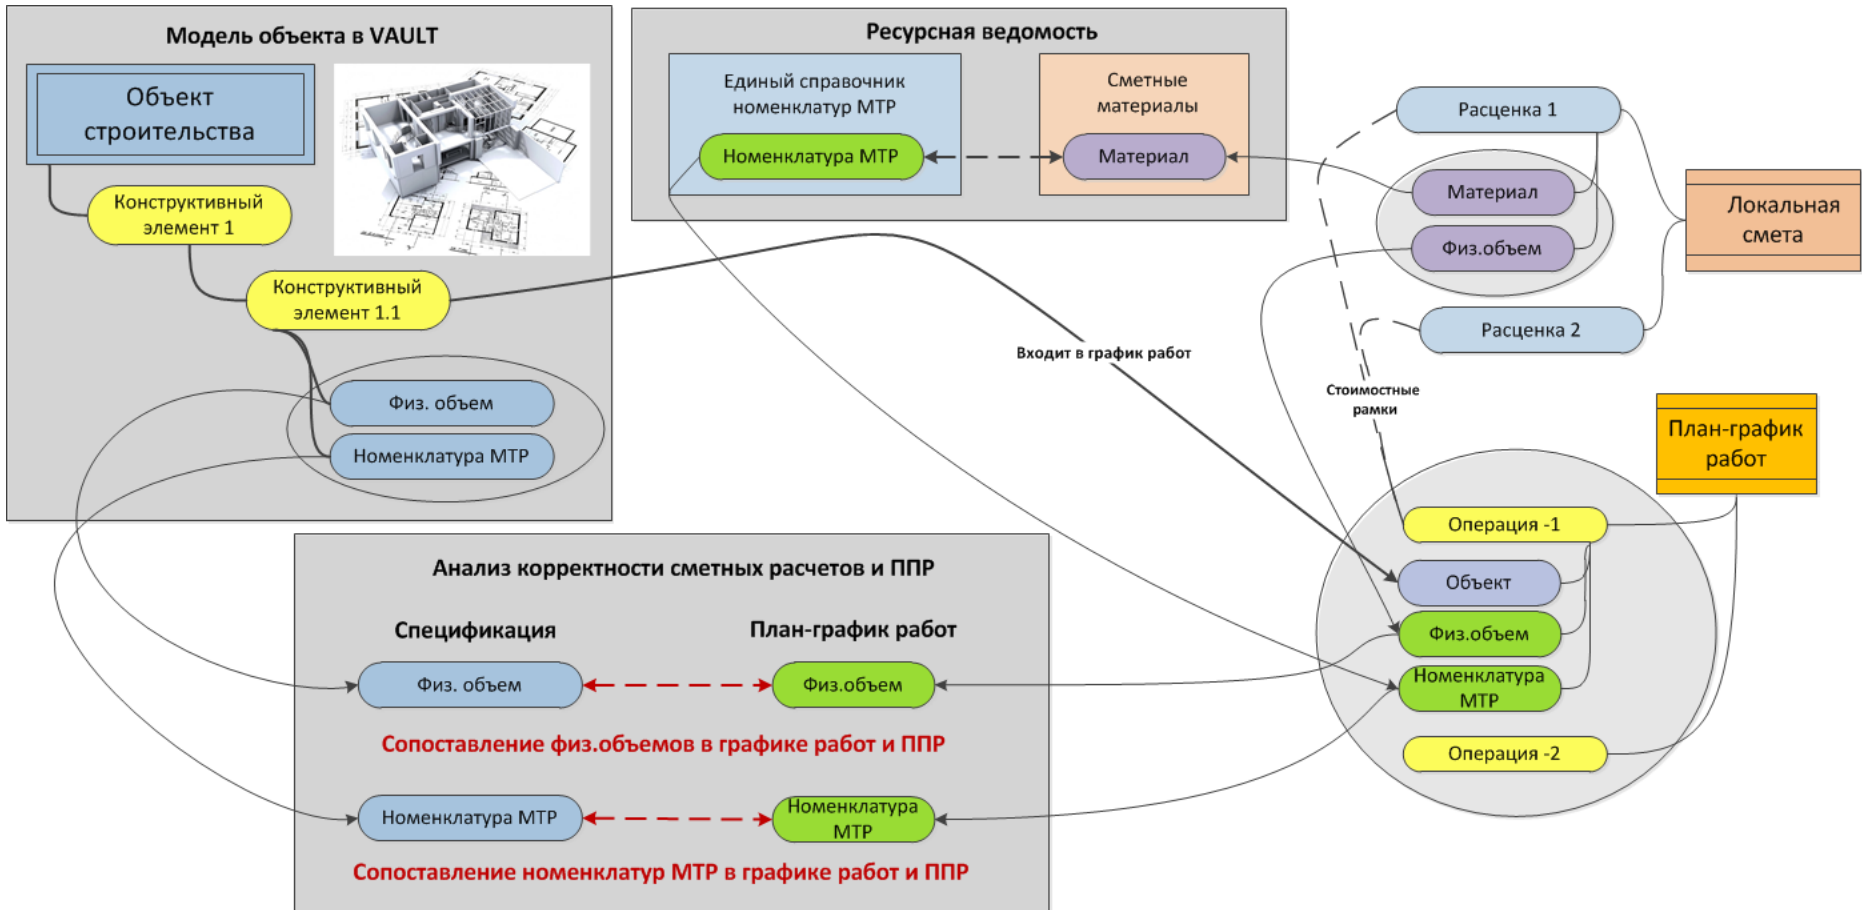 Модель объекта в VAULT
Объект
строительства
Конструктивный
элемент 1
Конструктивный
элемент 1.1
Физ. объем
Номенклатура МТР
Ресурсная ведомость
Единый справочник
номенклатур МТР
Номенклатура МТР
Сметные
материалы
Материал
Расценка 1
Материал
Физ.объем
Расценка 2
Локальная
смета
Входит в график работ
Стоимостные
рамки
План-график
работ
Операция -1
Объект
Физ.объем
Номенклатура
МТР
Операция -2
Анализ корректности сметных расчетов и ППР
Спецификация
План-график работ
Физ. объем
Физ.объем
Сопоставление физ.объемов в графике работ и ППР
Номенклатура МТР
Номенклатура
МТР
Сопоставление номенклатур МТР в графике работ и ППР